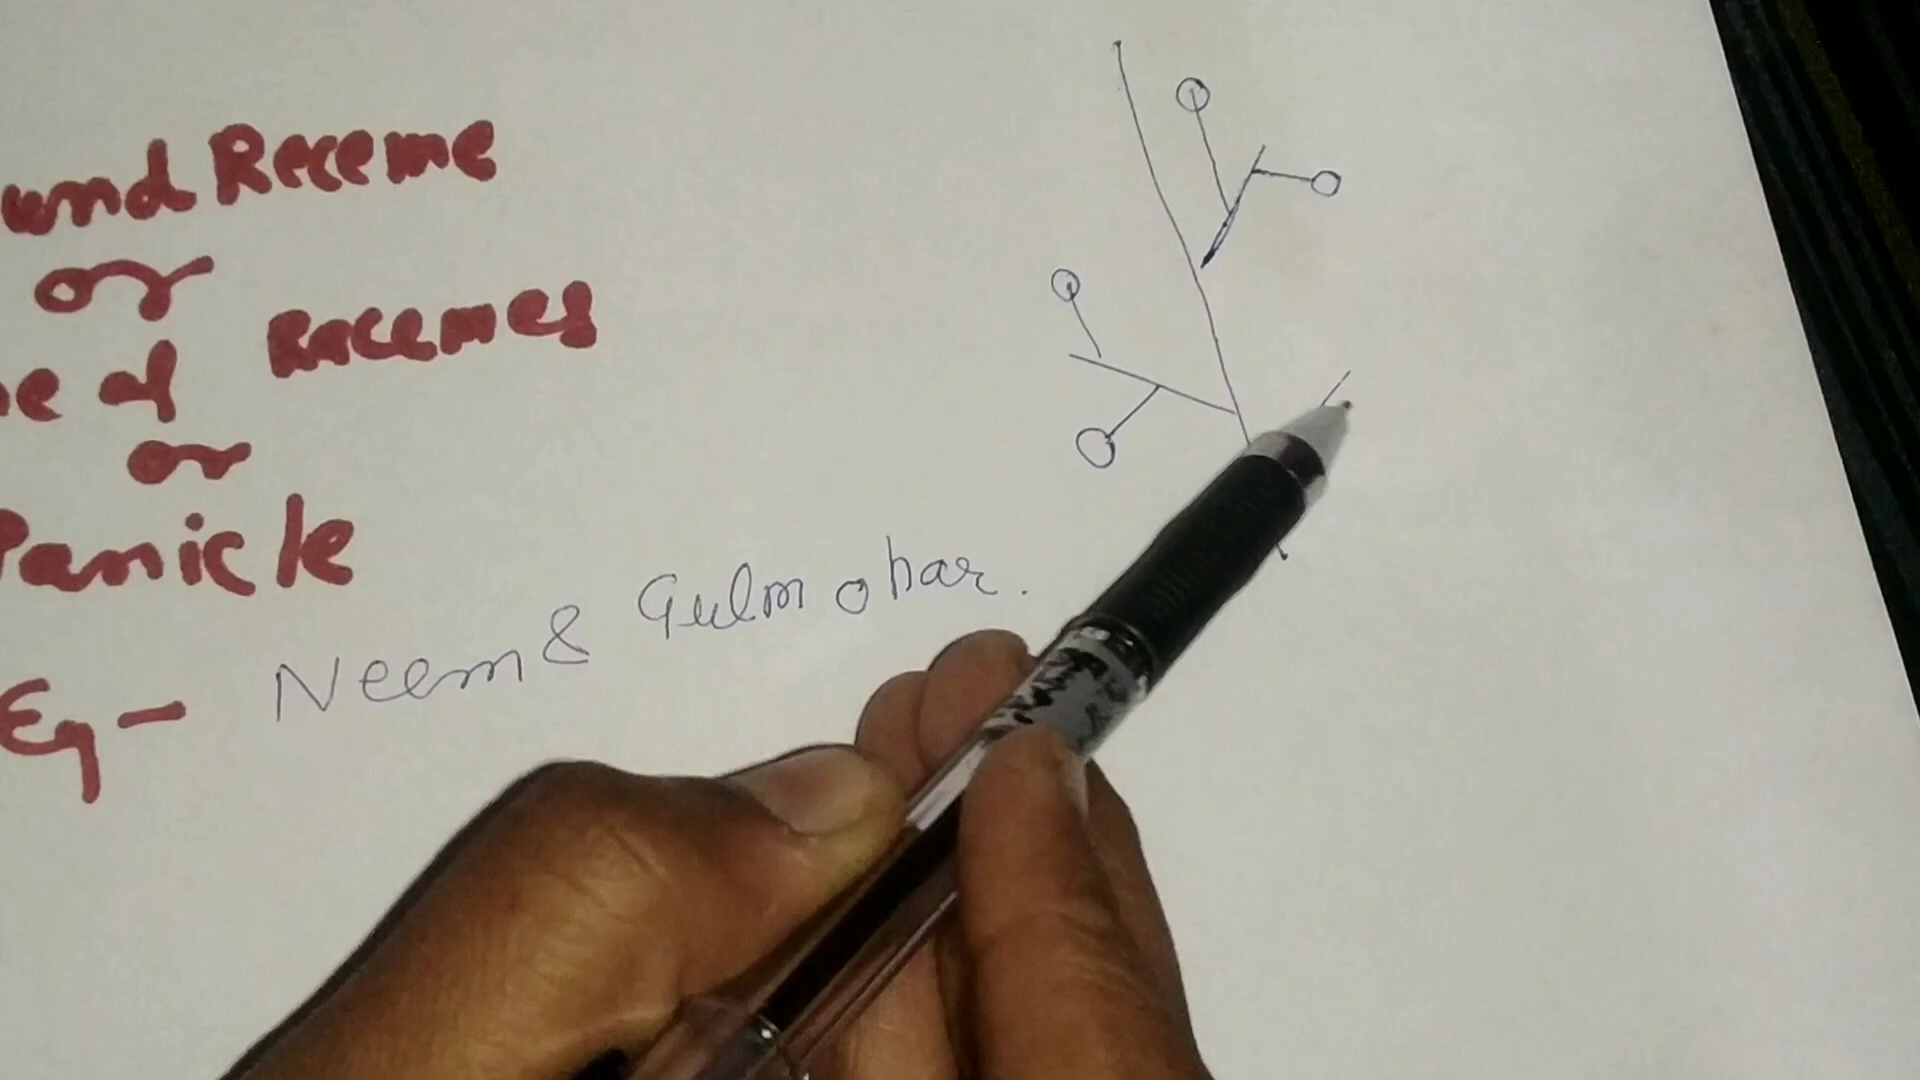 und Receme
or
e of Racemes
or
Panicle
Eg - Neem & Gulmohar.